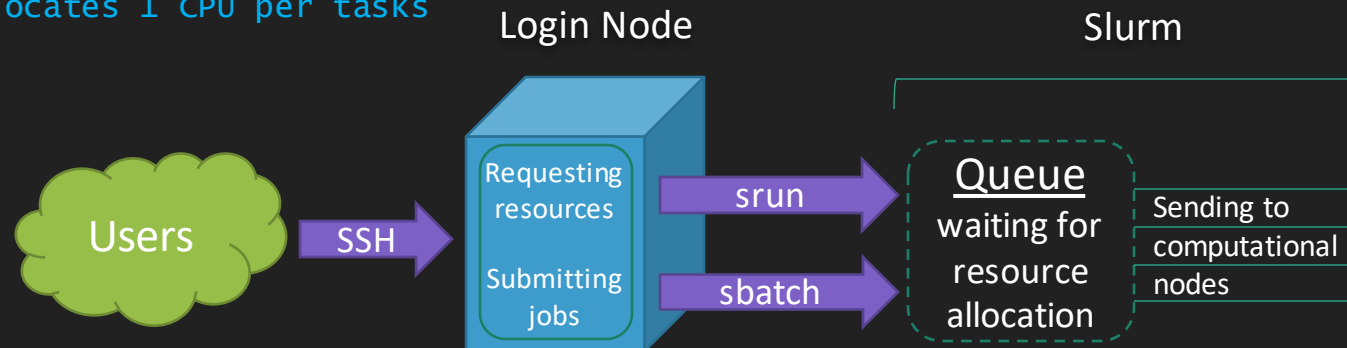 ocates 1 CPU per tasks
Login Node
Slurm
Users
SSH
Requesting
resources
Submitting
jobs
srun
sbatch
Queue
waiting for
resource
allocation
Sending to
computational
nodes